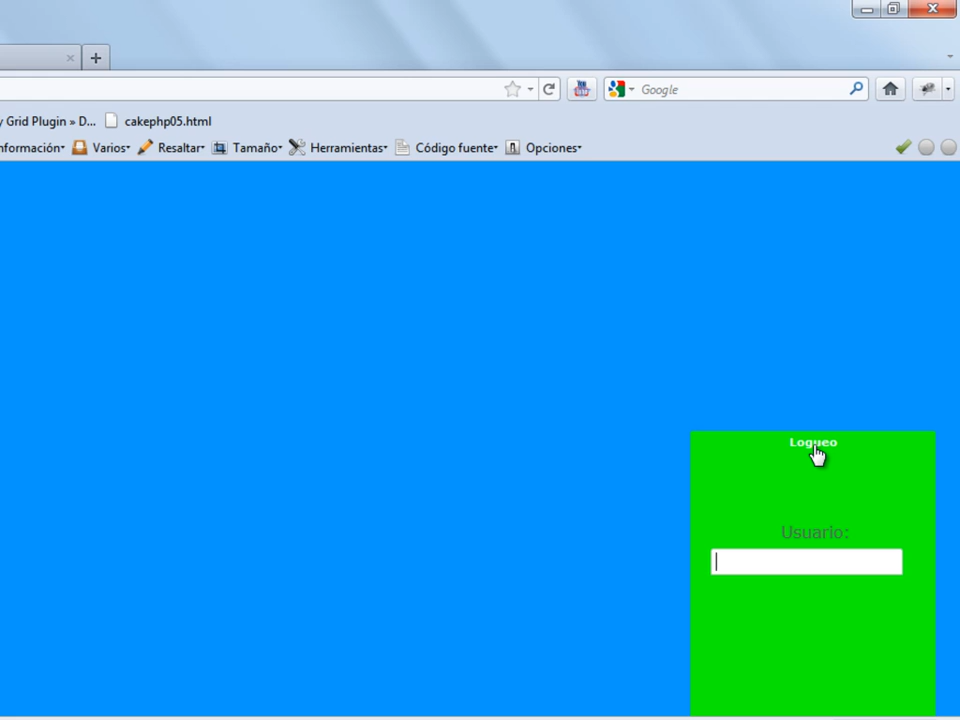 Google
y Grid Plugin » D... cakephp05.html
nformación Varios Resaltar Tamaño Herramientas Código fuente Opciones
Logueo
Usuario: